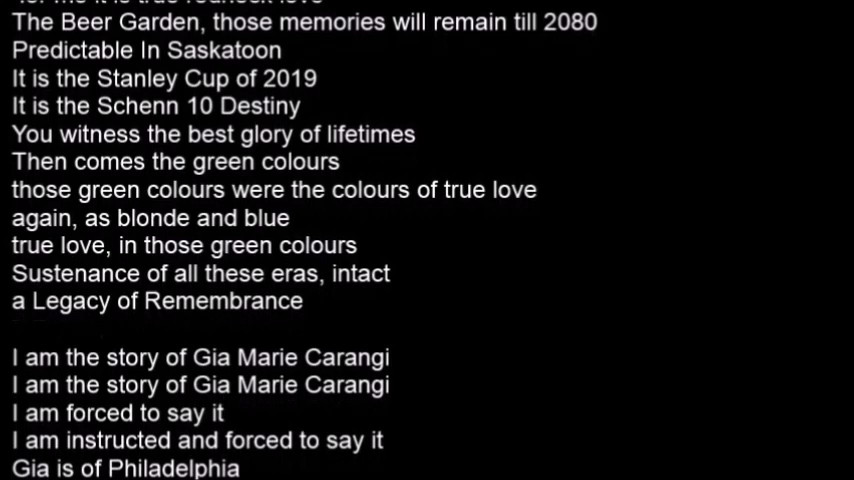 The Beer Garden, those memories will remain till 2080
Predictable In Saskatoon
It is the Stanley Cup of 2019
It is the Schenn 10 Destiny
You witness the best glory of lifetimes
Then comes the green colours
those green colours were the colours of true love
again, as blonde and blue
true love, in those green colours
Sustenance of all these eras, intact
a Legacy of Remembrance
I am the story of Gia Marie Carangi
I am the story of Gia Marie Carangi
I am forced to say it
I am instructed and forced to say it
Gia is of Philadelphia